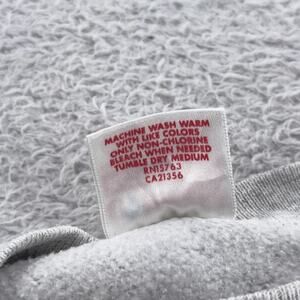 MACHINE WASH WARM
WITH LIKE COLORS
ONLY NON-CHLORINE
BLEACH WHEN NEEDED
TUMBLE DRY MEDIUM
RN15763
CA21356